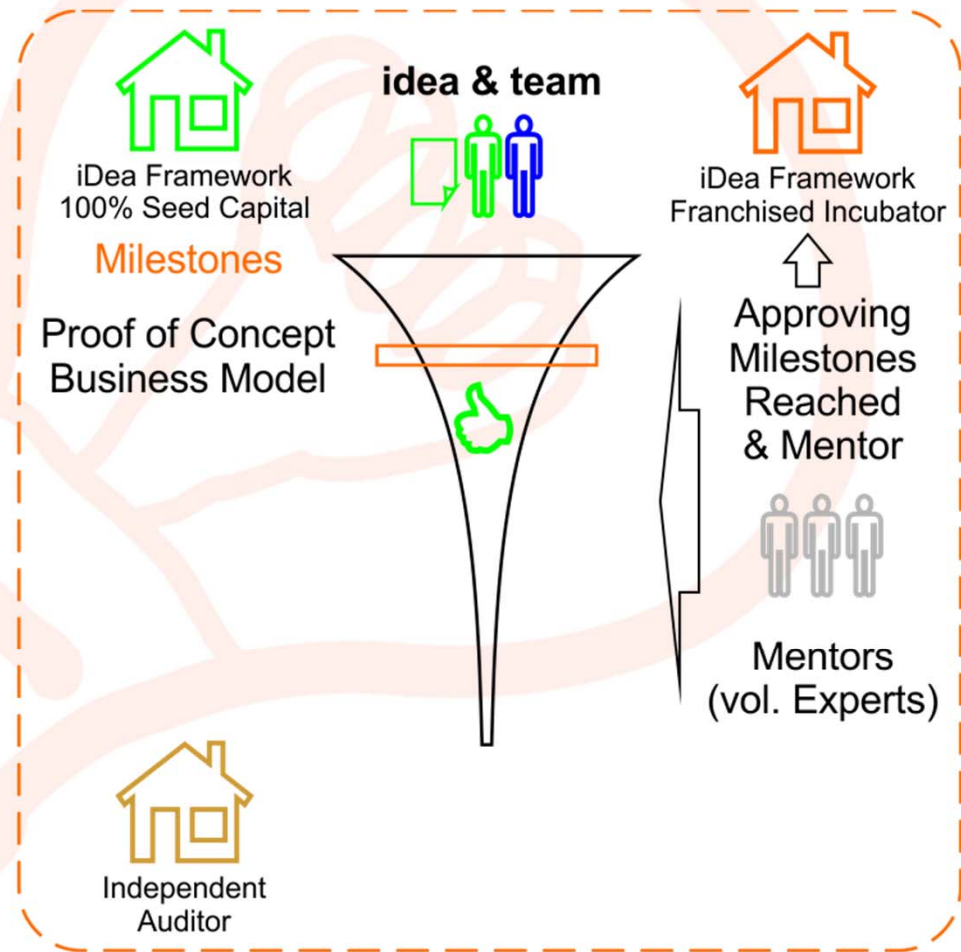 idea & team
iDea Framework
100% Seed Capital
Milestones
Proof of Concept
Business Model
iDea Framework
Franchised Incubator
Approving
Milestones
Reached
& Mentor
Mentors
(vol. Experts)
Independent
Auditor